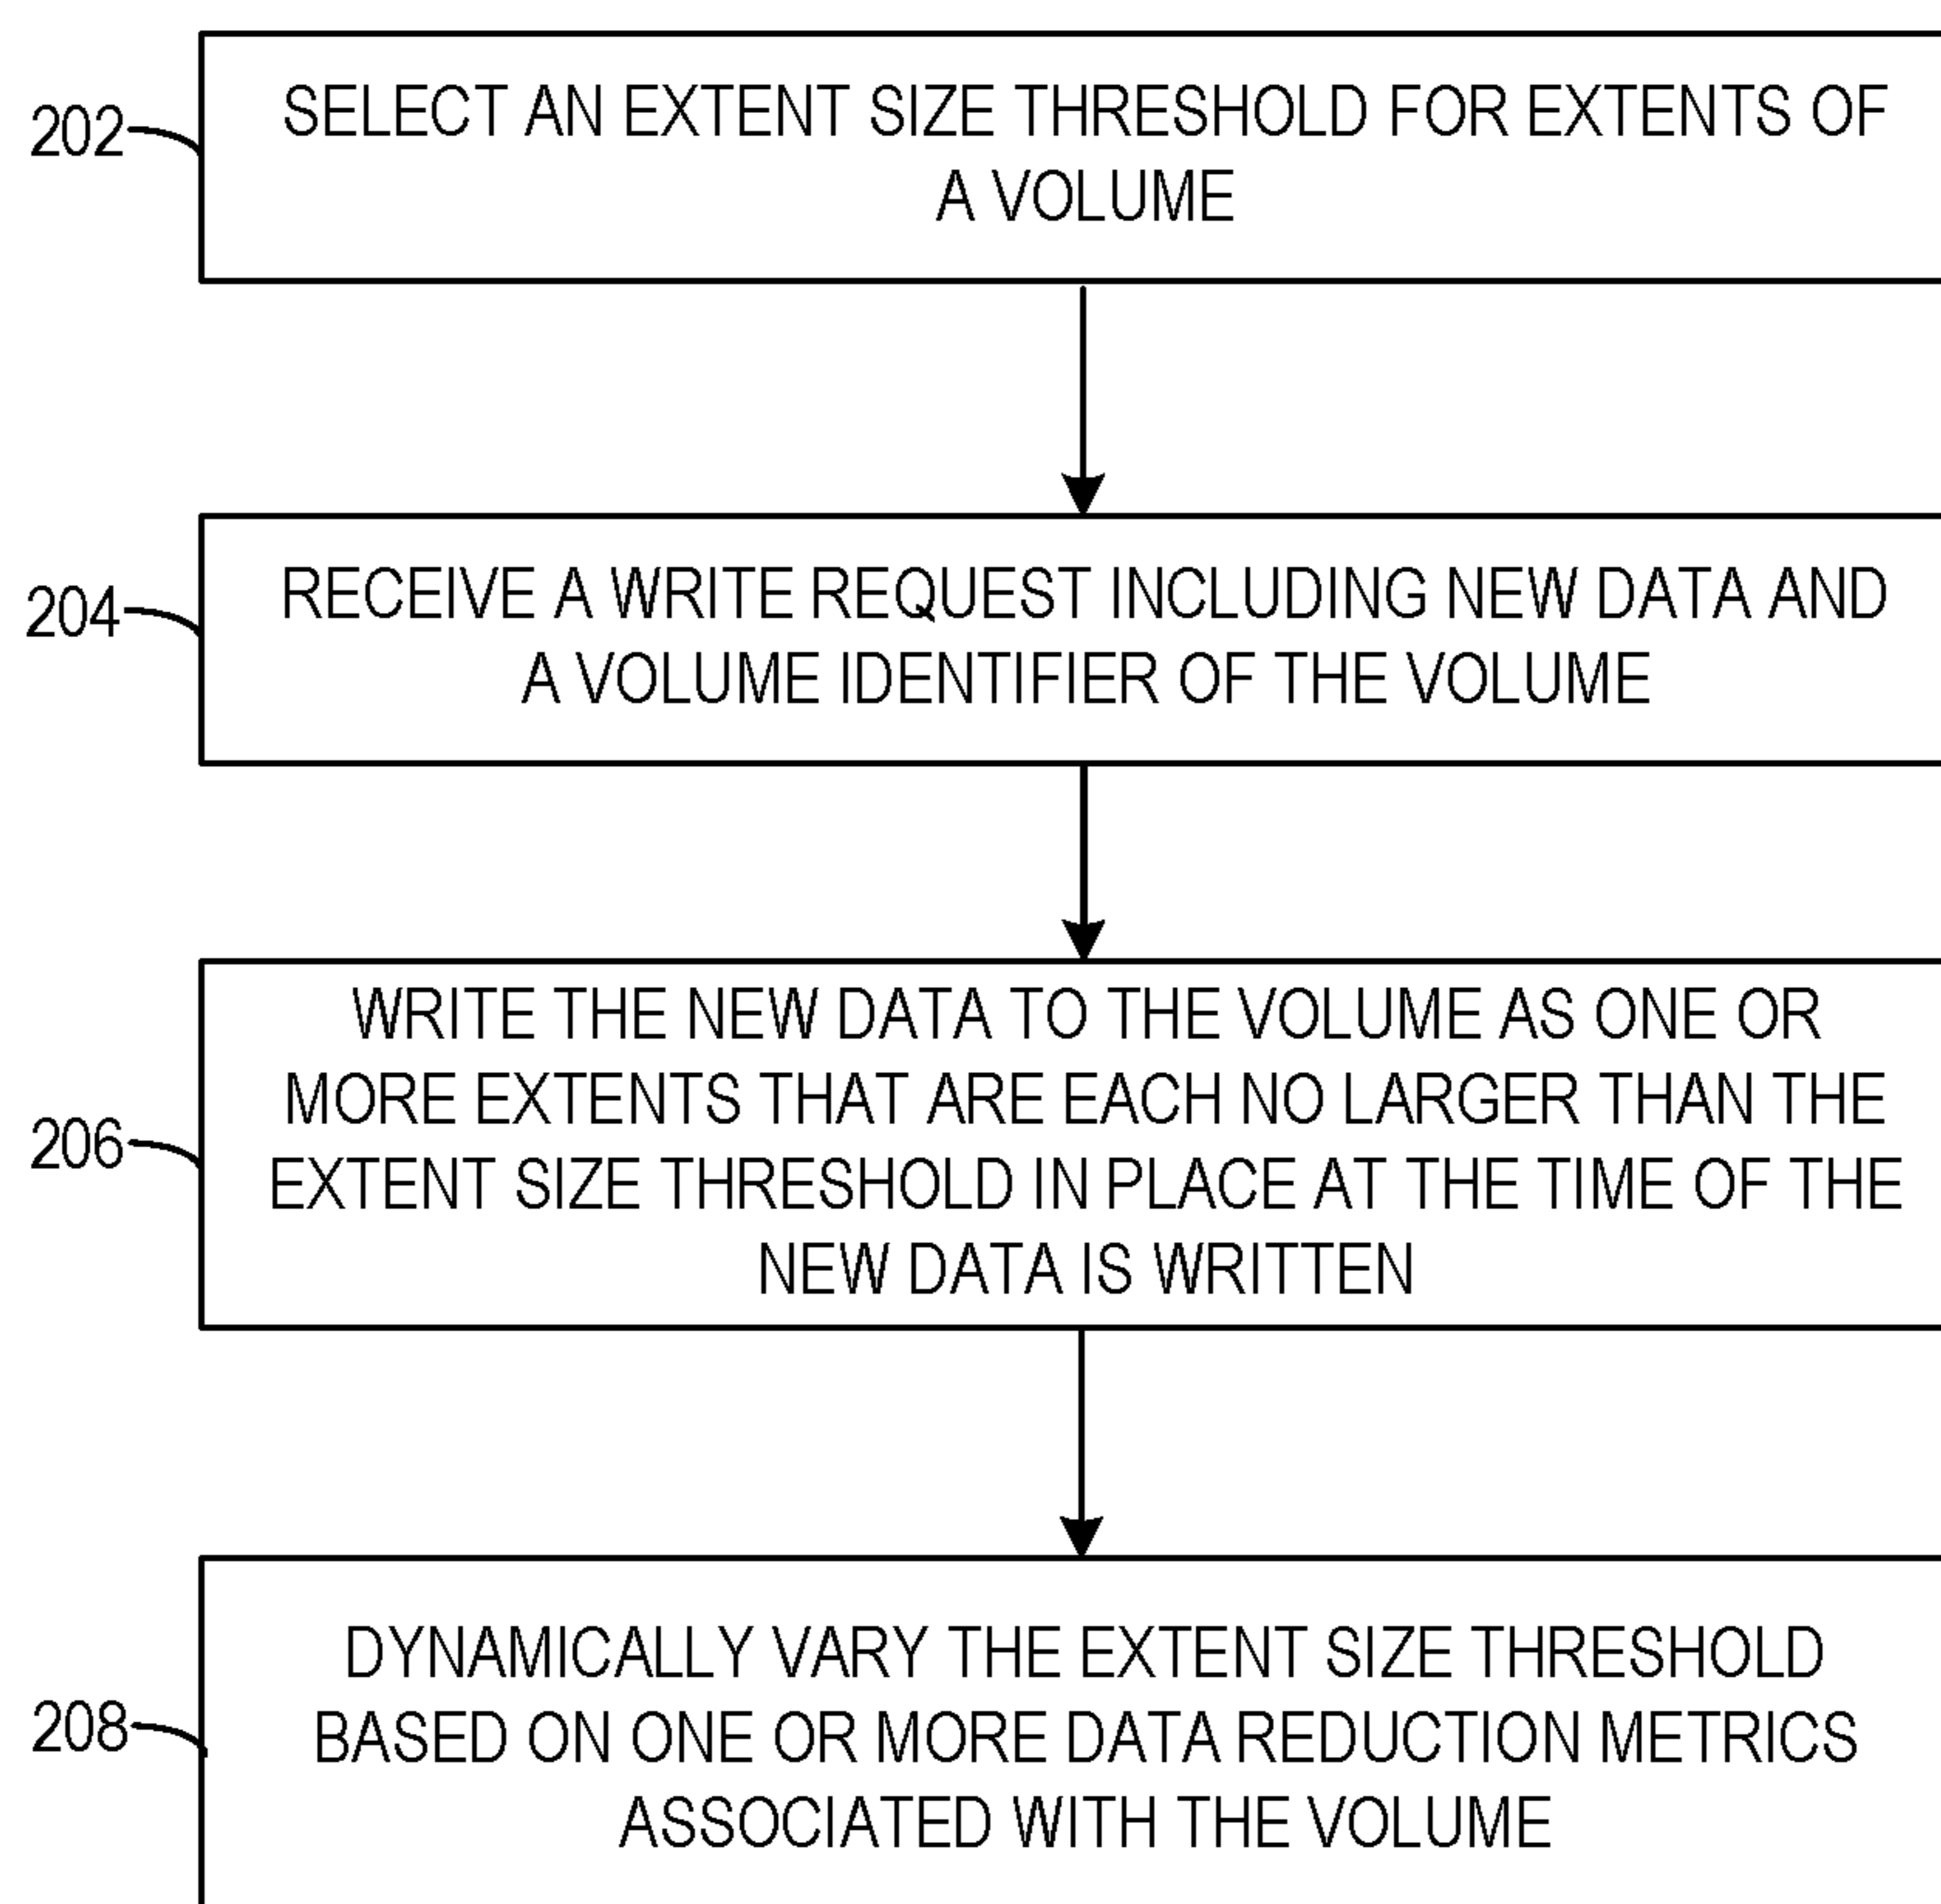 202
SELECT AN EXTENT SIZE THRESHOLD FOR EXTENTS OF
A VOLUME
204
RECEIVE A WRITE REQUEST INCLUDING NEW DATA AND
A VOLUME IDENTIFIER OF THE VOLUME
206
WRITE THE NEW DATA TO THE VOLUME AS ONE OR
MORE EXTENTS THAT ARE EACH NO LARGER THAN THE
EXTENT SIZE THRESHOLD IN PLACE AT THE TIME OF THE
NEW DATA IS WRITTEN
208
DYNAMICALLY VARY THE EXTENT SIZE THRESHOLD
BASED ON ONE OR MORE DATA REDUCTION METRICS
ASSOCIATED WITH THE VOLUME